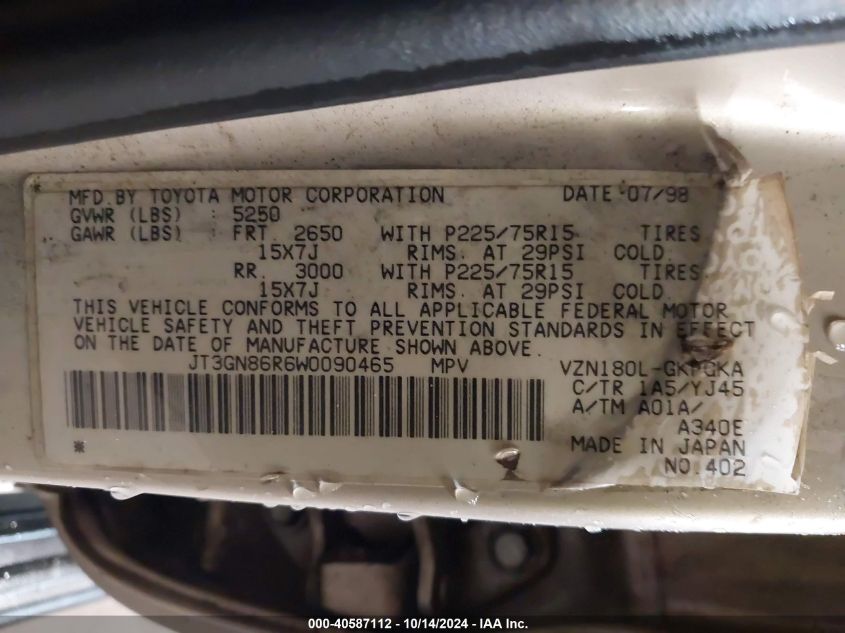 MFD.BY TOYOTA MOTOR CORPORATION DATE 07/98
GVWR (LBS) : 5250
GAWR (LBS) : FRT. 2650 WITH P225/75R15 TIRES
15X7J RIMS. AT 29PSI COLD.
RR. 3000 WITH P225/75R15 TIRES
15X7J RIMS. AT 29PSI COLD.
THIS VEHICLE CONFORMS TO ALL APPLICABLE FEDERAL MOTOR
VEHICLE SAFETY AND THEFT PREVENTION STANDARDS IN EFFECT
ON THE DATE OF MANUFACTURE SHOWN ABOVE.
JT3GN86R6W0090465 MPV VZN180L-GKPGKA
C/TR 1A5/YJ45
A/TM A01A/
A340E
* MADE IN JAPAN
NO.402
000-40587112 - 10/14/2024 - IAA Inc.